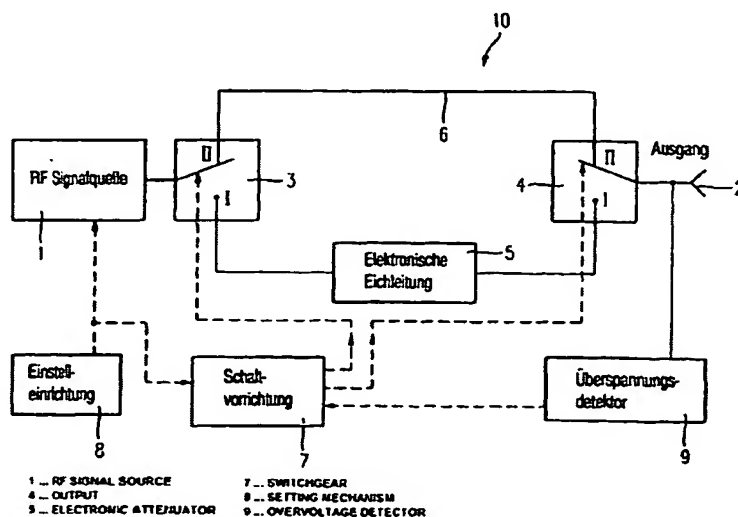 10
6
RF Signalquelle
1
II
I
3
4
II
I
Ausgang
2
Elektronische
Eichleitung
5
Einstell-
einrichtung
8
Schalt-
vorrichtung
7
Überspannungs-
detektor
9
1 ... RF SIGNAL SOURCE
4 ... OUTPUT
5 ... ELECTRONIC ATTENUATOR
7 ... SWITCHGEAR
8 ... SETTING MECHANISM
9 ... OVERVOLTAGE DETECTOR